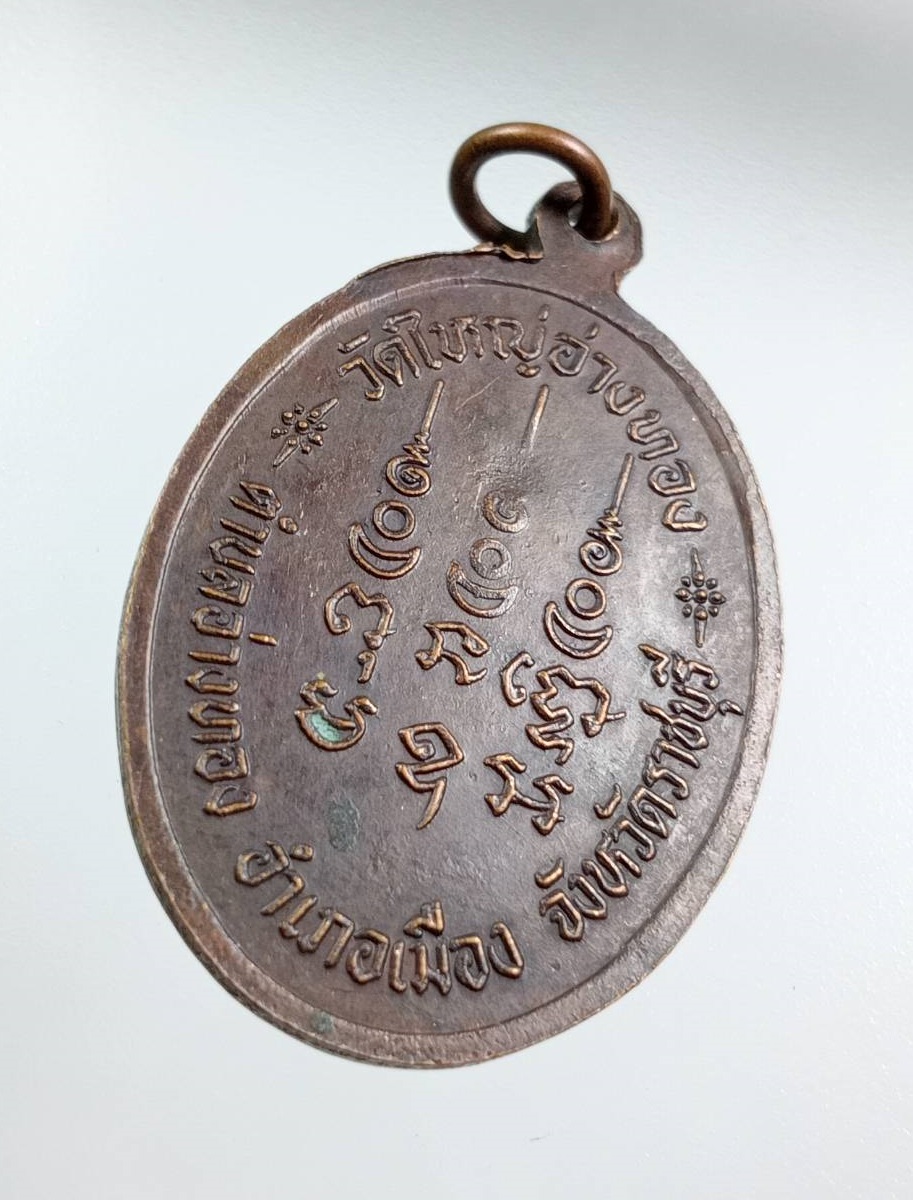 วัดใหญ่อ่างทอง
ตำบลอ่างทอง อำเภอเมือง จังหวัดราชบุรี